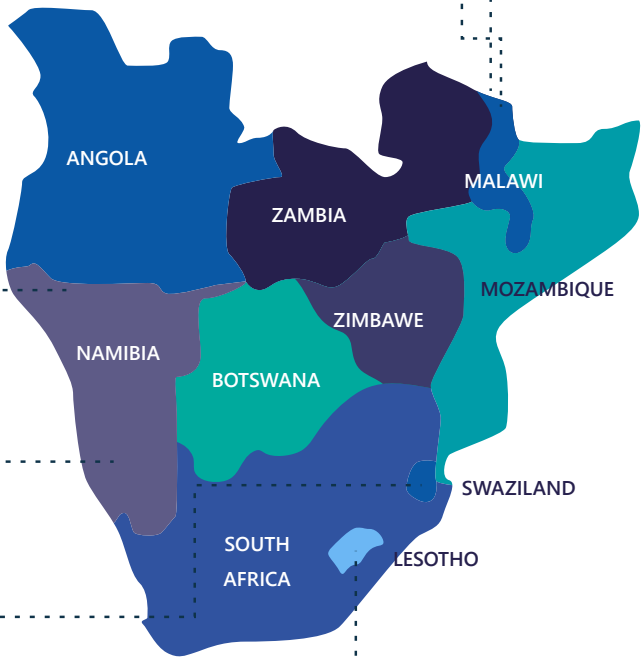 ANGOLA
MALAWI
ZAMBIA
MOZAMBIQUE
ZIMBAWE
NAMIBIA
BOTSWANA
SWAZILAND
SOUTH
AFRICA
LESOTHO